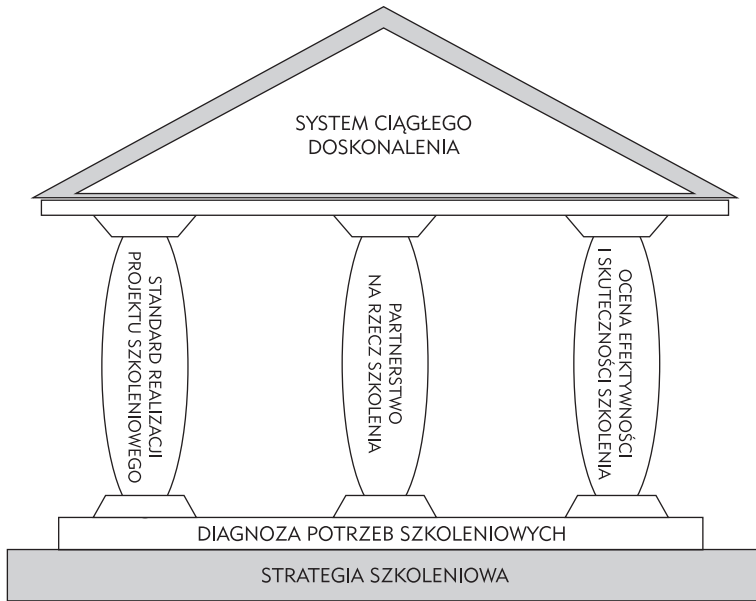 SYSTEM CIĄGŁEGO
DOSKONALENIA
STANDARD REALIZACJI
PROJEKTU SZKOLENIOWEGO
PARTNERSTWO
NA RZECZ SZKOLENIA
OCENA EFEKTYWNOŚCI
I SKUTECZNOŚCI SZKOLENIA
DIAGNOZA POTRZEB SZKOLENIOWYCH
STRATEGIA SZKOLENIOWA